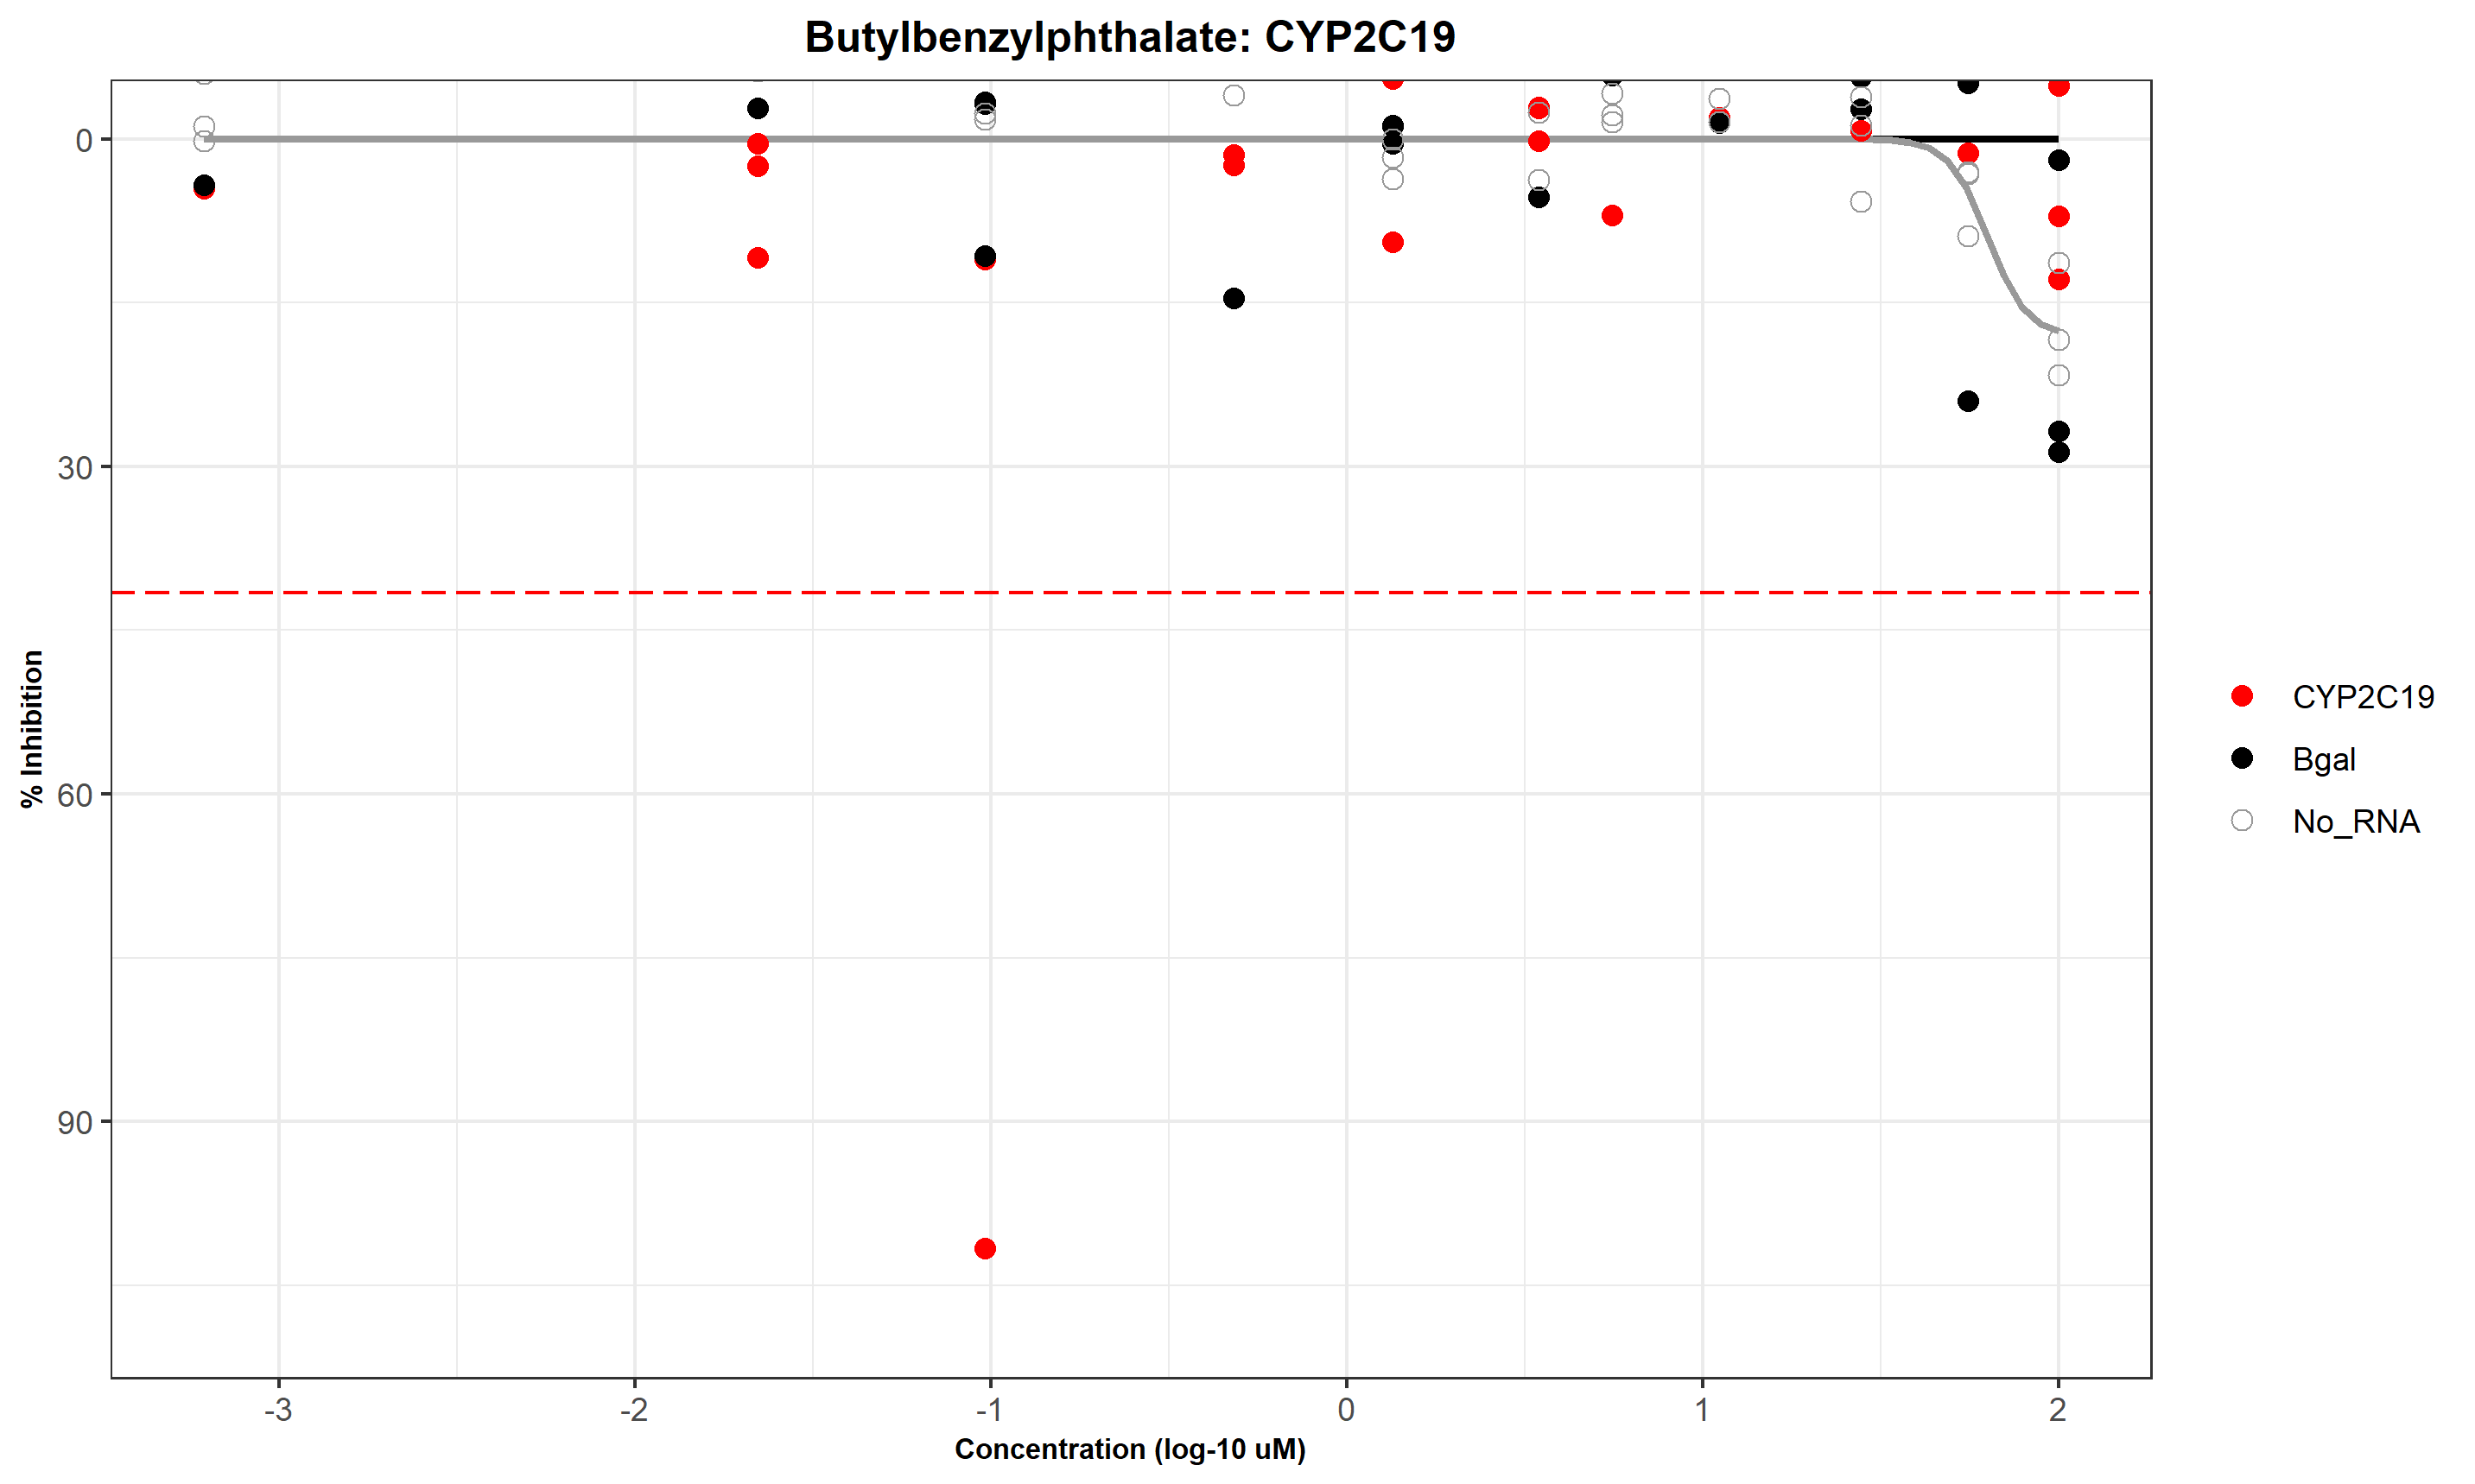 Butylbenzylphthalate: CYP2C19
0
30
60
90
% Inhibition
-3
-2
-1
0
1
2
Concentration (log-10 uM)
CYP2C19
Bgal
No_RNA